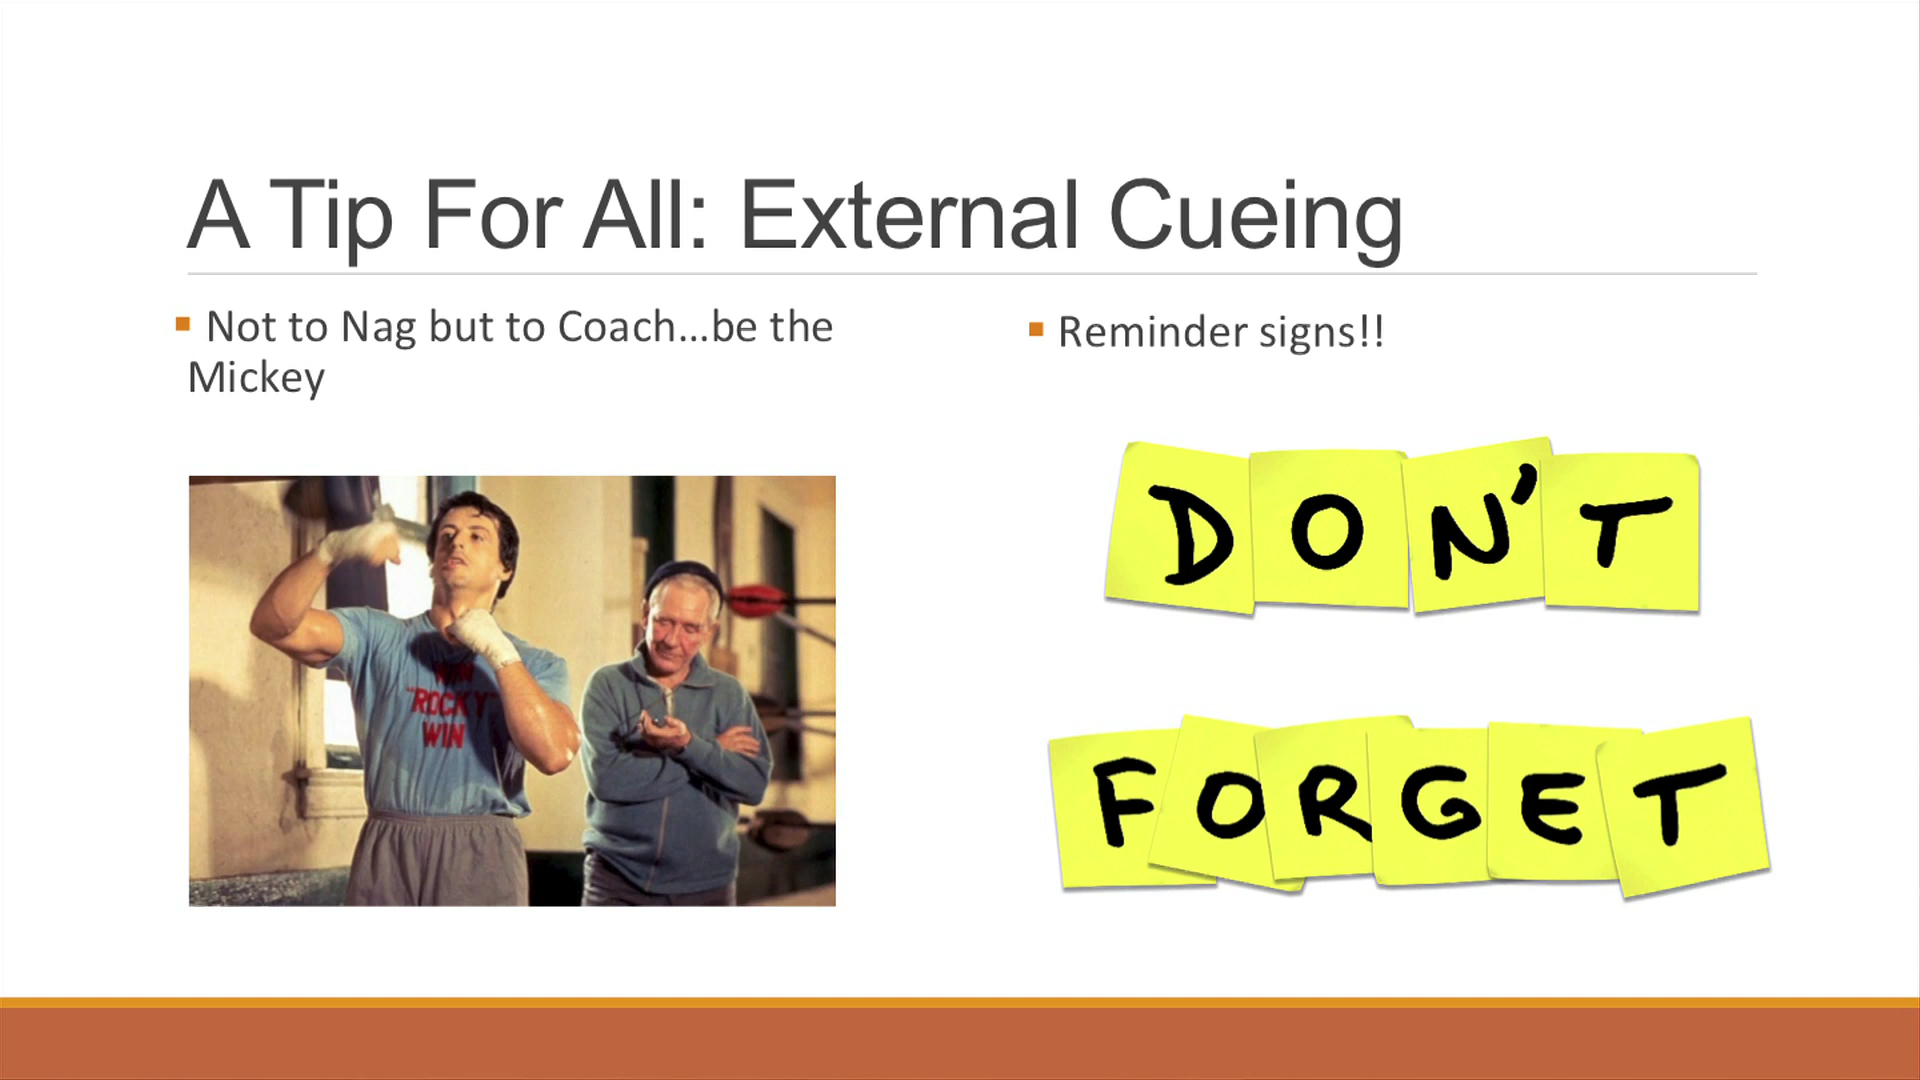 A Tip For All: External Cueing
Not to Nag but to Coach…be the
Mickey
Reminder signs!!
WIN
"ROCKY"
WIN
DON'T
FORGET